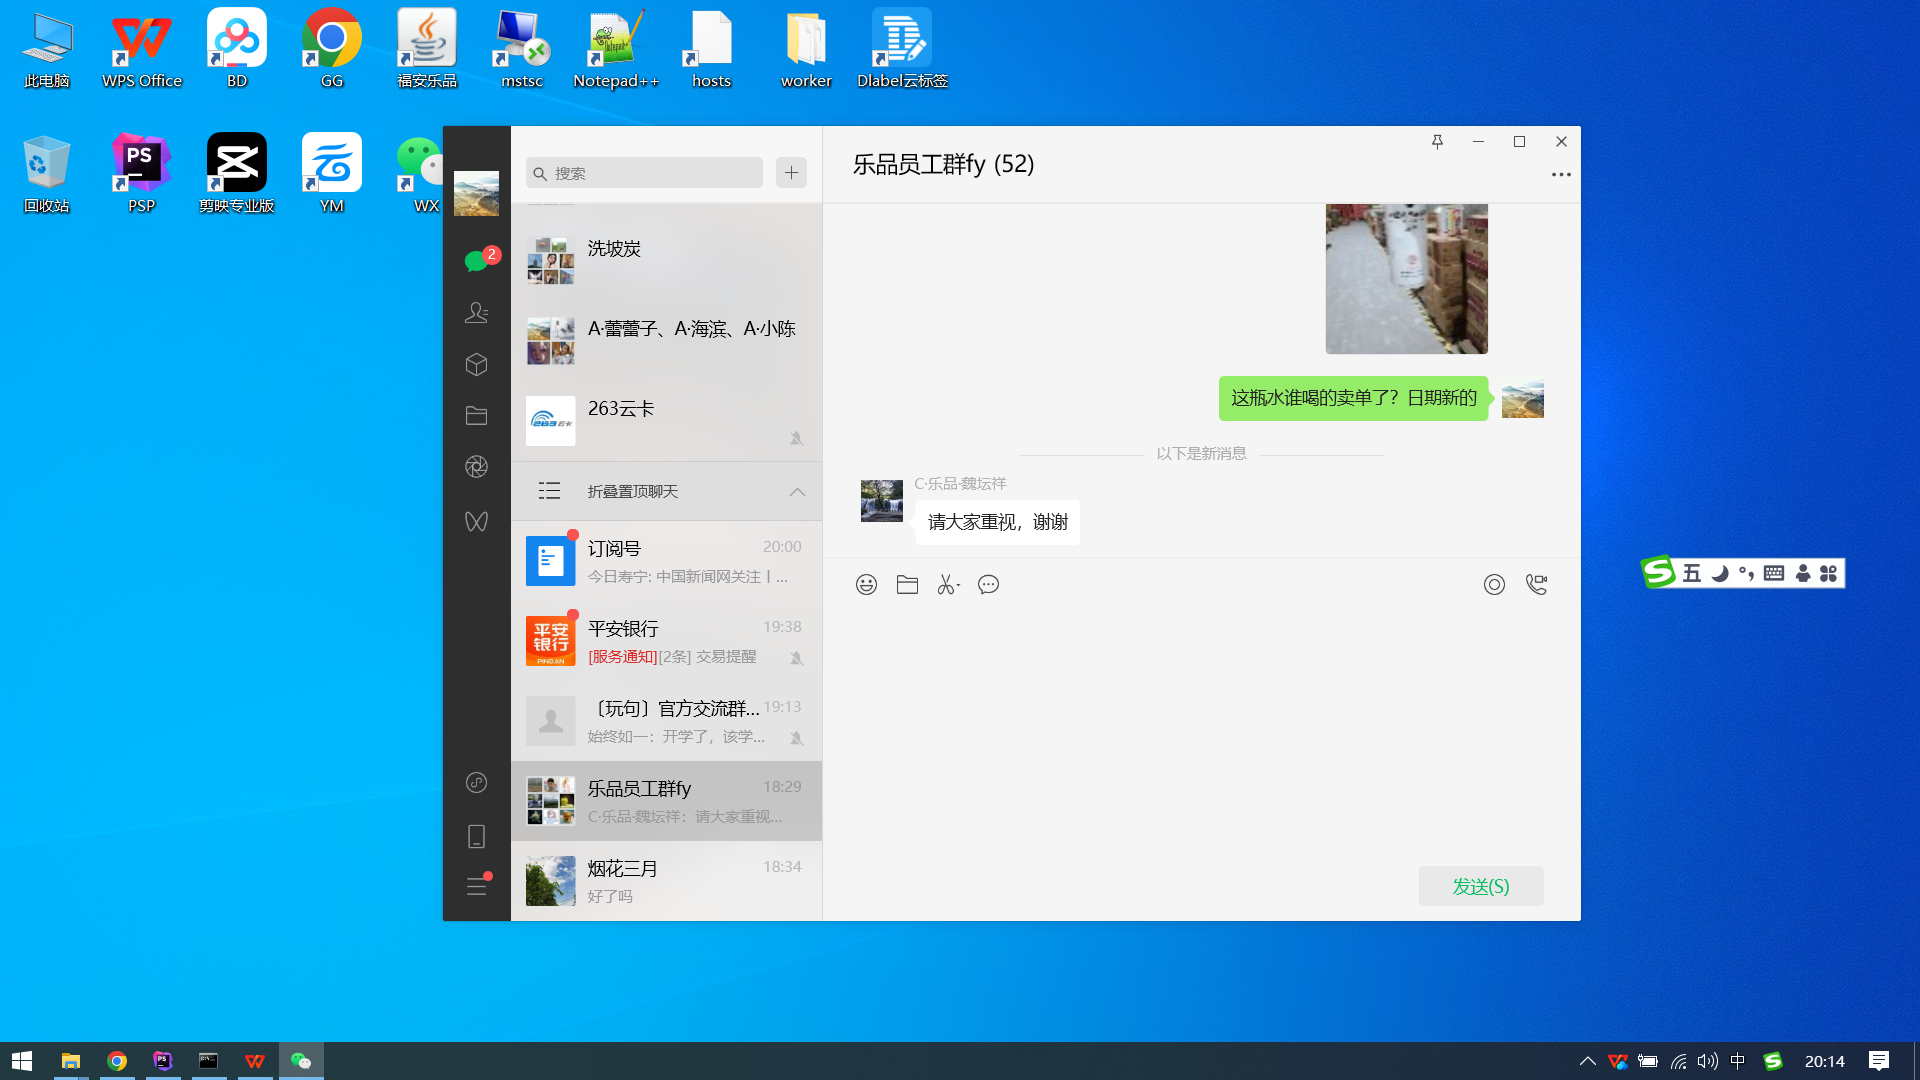 此电脑
WPS Office
BD
GG
福安乐品
mstsc
Notepad++
hosts
worker
Dlabel云标签
回收站
PSP
剪映专业版
YM
WX
搜索
乐品员工群fy (52)
2
洗坡炭
A·蕾蕾子、A·海滨、A·小陈
263云卡
折叠置顶聊天
订阅号
20:00
今日寿宁: 中国新闻网关注丨...
平安银行
19:38
[服务通知][2条] 交易提醒
〔玩句〕官方交流群...
19:13
始终如一：开学了，该学...
乐品员工群fy
18:29
C·乐品·魏坛祥：请大家重视...
烟花三月
18:34
好了吗
这瓶水谁喝的卖单了？日期新的
以下是新消息
C·乐品·魏坛祥
请大家重视，谢谢
发送(S)
五
中
20:14